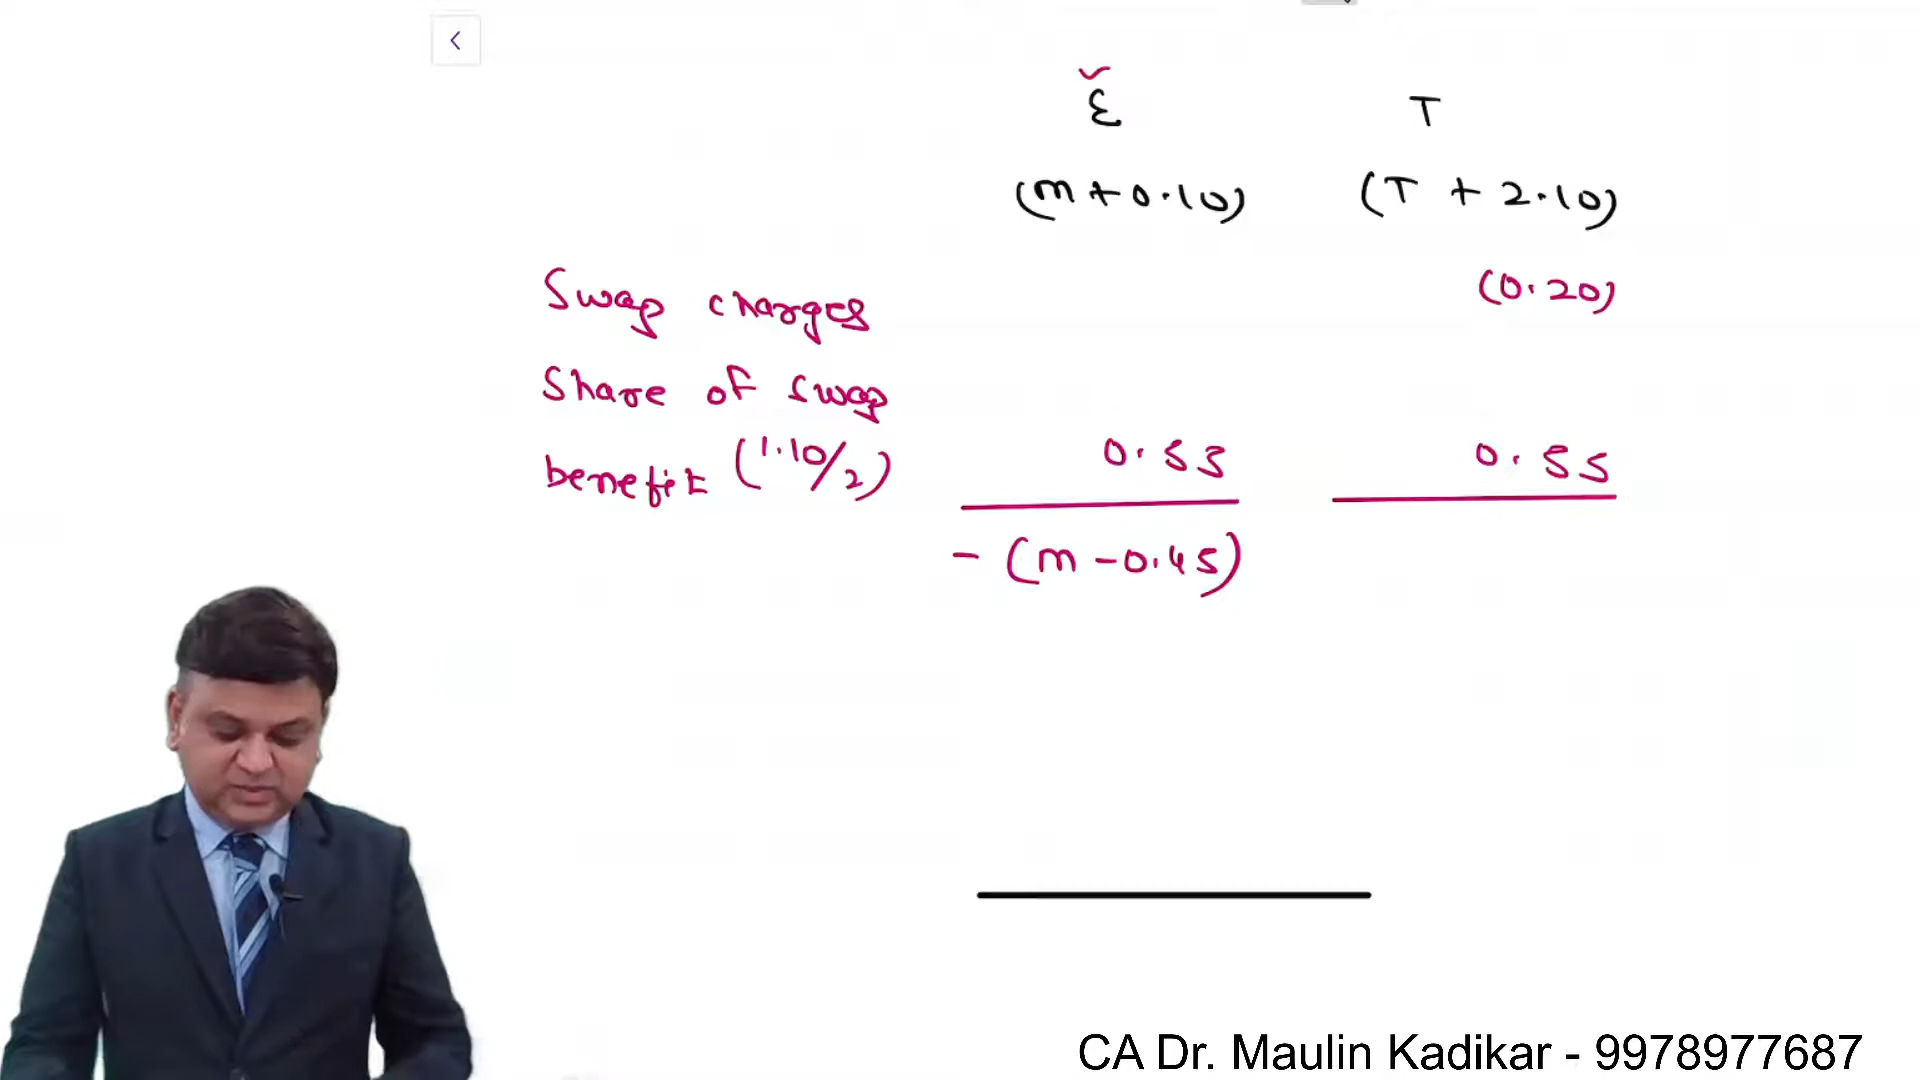 Ɛ T
(m + 0.10) (T + 2.10)
Swap charges (0.20)
Share of swap
benefit (1.10/2) 0.55 0.55
- (m - 0.45)
CA Dr. Maulin Kadikar - 9978977687